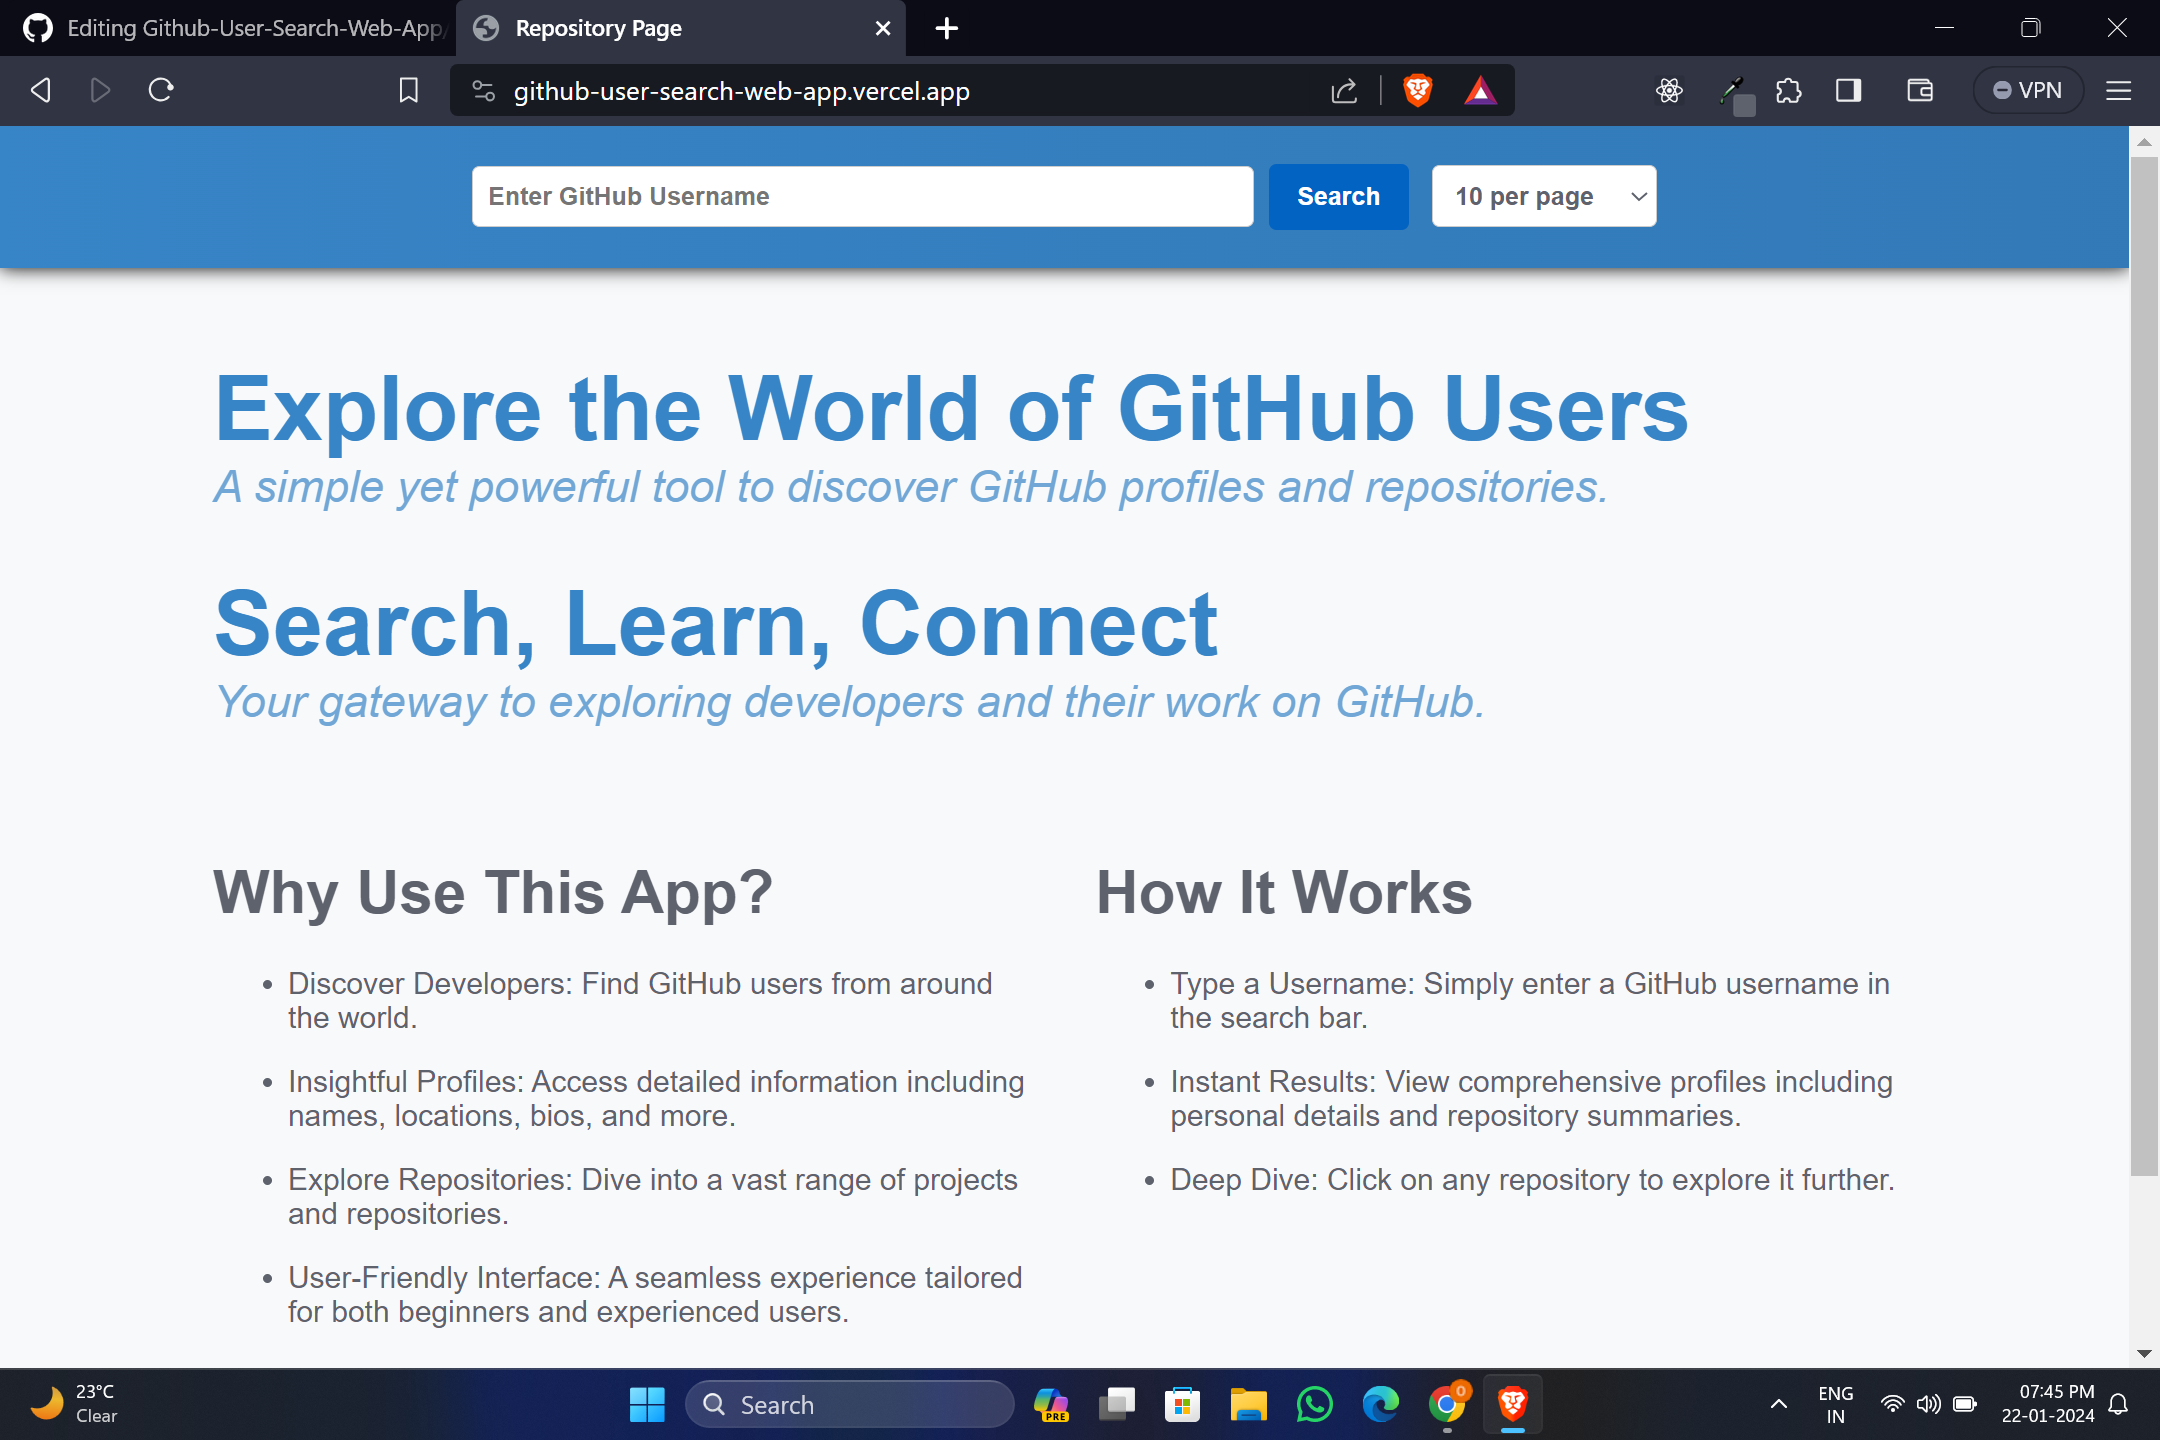 Editing Github-User-Search-Web-App/
Repository Page
github-user-search-web-app.vercel.app
VPN
Enter GitHub Username
Search
10 per page
Explore the World of GitHub Users
A simple yet powerful tool to discover GitHub profiles and repositories.
Search, Learn, Connect
Your gateway to exploring developers and their work on GitHub.
Why Use This App?
• Discover Developers: Find GitHub users from around
the world.
• Insightful Profiles: Access detailed information including
names, locations, bios, and more.
• Explore Repositories: Dive into a vast range of projects
and repositories.
• User-Friendly Interface: A seamless experience tailored
for both beginners and experienced users.
How It Works
• Type a Username: Simply enter a GitHub username in
the search bar.
• Instant Results: View comprehensive profiles including
personal details and repository summaries.
• Deep Dive: Click on any repository to explore it further.
23°C
Clear
Search
PRE
0
ENG
IN
07:45 PM
22-01-2024